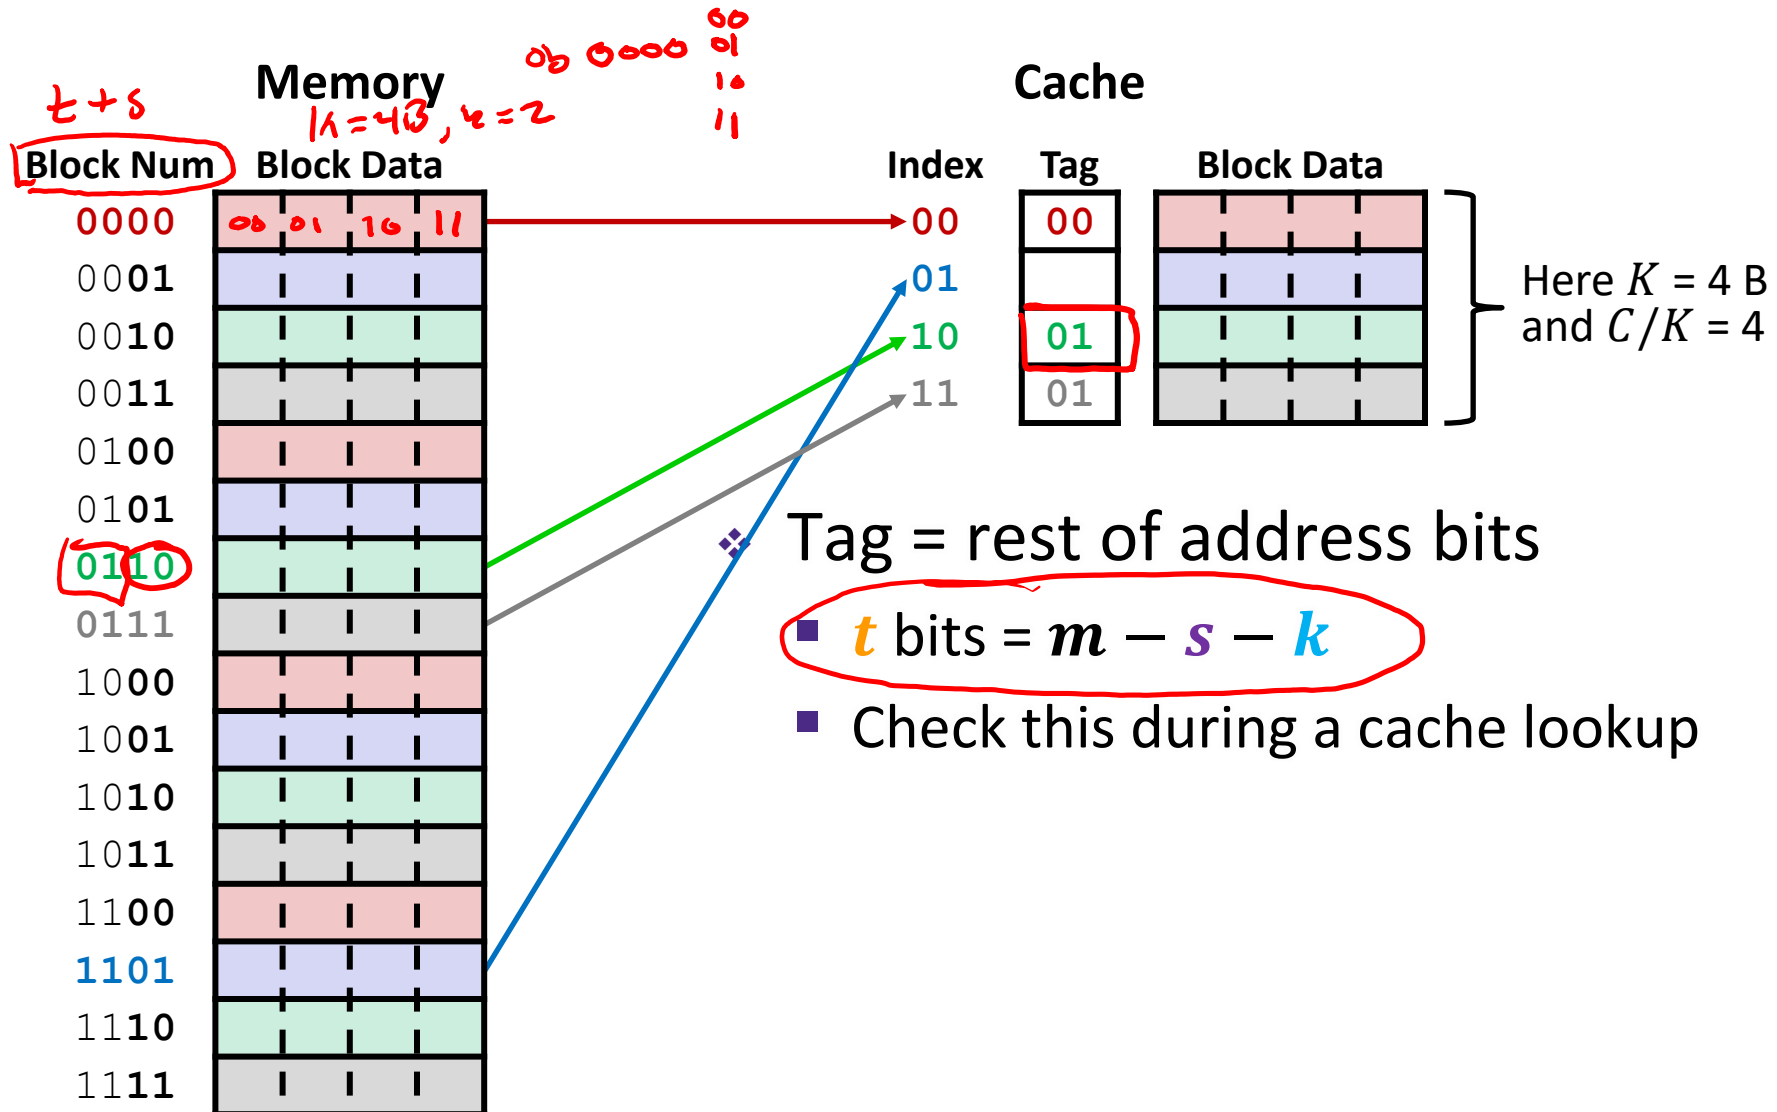 00
0b 0000 01
10
11
Memory
Cache
t + s
K=4B, k=2
Block Num Block Data Index Tag Block Data
0000 00 01 10 11 00 00
0001 01
0010 10 01
0011 11 01
Here K = 4 B
and C/K = 4
0100
0101
0110
0111
1000
1001
1010
1011
1100
1101
1110
1111
❖ Tag = rest of address bits
▪ t bits = m − s − k
▪ Check this during a cache lookup